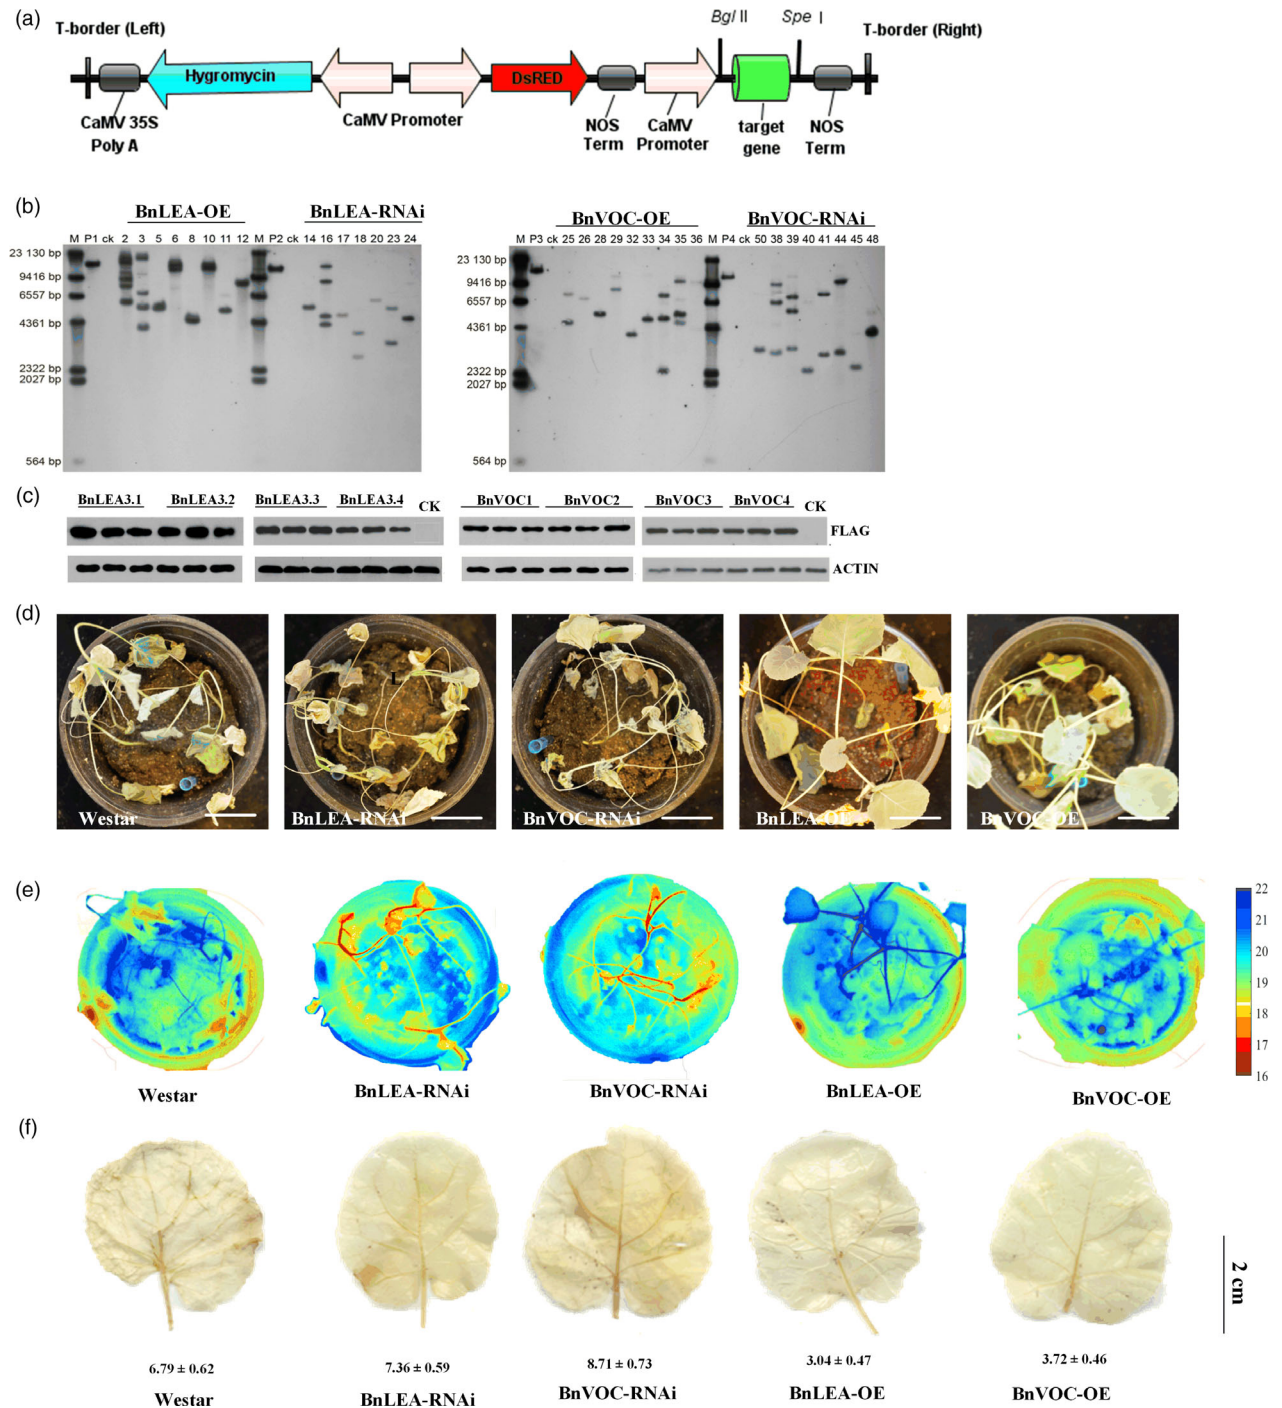 (a)
Bgl II
Spe I
T-border (Left)
T-border (Right)
Hygromycin
DsRED
CaMV 35S
Poly A
CaMV Promoter
NOS
Term
CaMV
Promoter
target
gene
NOS
Term
(b)
BnLEA-OE
BnLEA-RNAi
M P1 ck 2 3 5 6 8 10 11 12 M P2 ck 14 16 17 18 20 23 24
23 130 bp
9416 bp
6557 bp
4361 bp
2322 bp
2027 bp
564 bp
BnVOC-OE
BnVOC-RNAi
M P3 ck 25 26 28 29 32 33 34 35 36 M P4 ck 50 38 39 40 41 44 45 48
23 130 bp
9416 bp
6557 bp
4361 bp
2322 bp
2027 bp
564 bp
(c)
BnLEA3.1 BnLEA3.2 BnLEA3.3 BnLEA3.4 CK
BnVOC1 BnVOC2 BnVOC3 BnVOC4 CK
FLAG
ACTIN
(d)
Westar
BnLEA-RNAi
BnVOC-RNAi
BnLEA-OE
BnVOC-OE
(e)
22
21
20
19
18
17
16
Westar
BnLEA-RNAi
BnVOC-RNAi
BnLEA-OE
BnVOC-OE
(f)
2 cm
6.79 ± 0.62
7.36 ± 0.59
8.71 ± 0.73
3.04 ± 0.47
3.72 ± 0.46
Westar
BnLEA-RNAi
BnVOC-RNAi
BnLEA-OE
BnVOC-OE